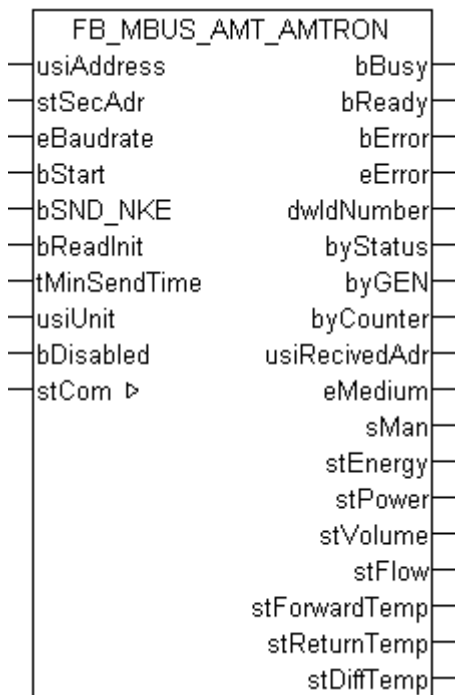 FB_MBUS_AMT_AMTRON
usiAddress bBusy
stSecAdr bReady
eBaudrate bError
bStart eError
bSND_NKE dwIdNumber
bReadInit byStatus
tMinSendTime byGEN
usiUnit byCounter
bDisabled usiRecivedAdr
stCom eMedium
sMan
stEnergy
stPower
stVolume
stFlow
stForwardTemp
stReturnTemp
stDiffTemp